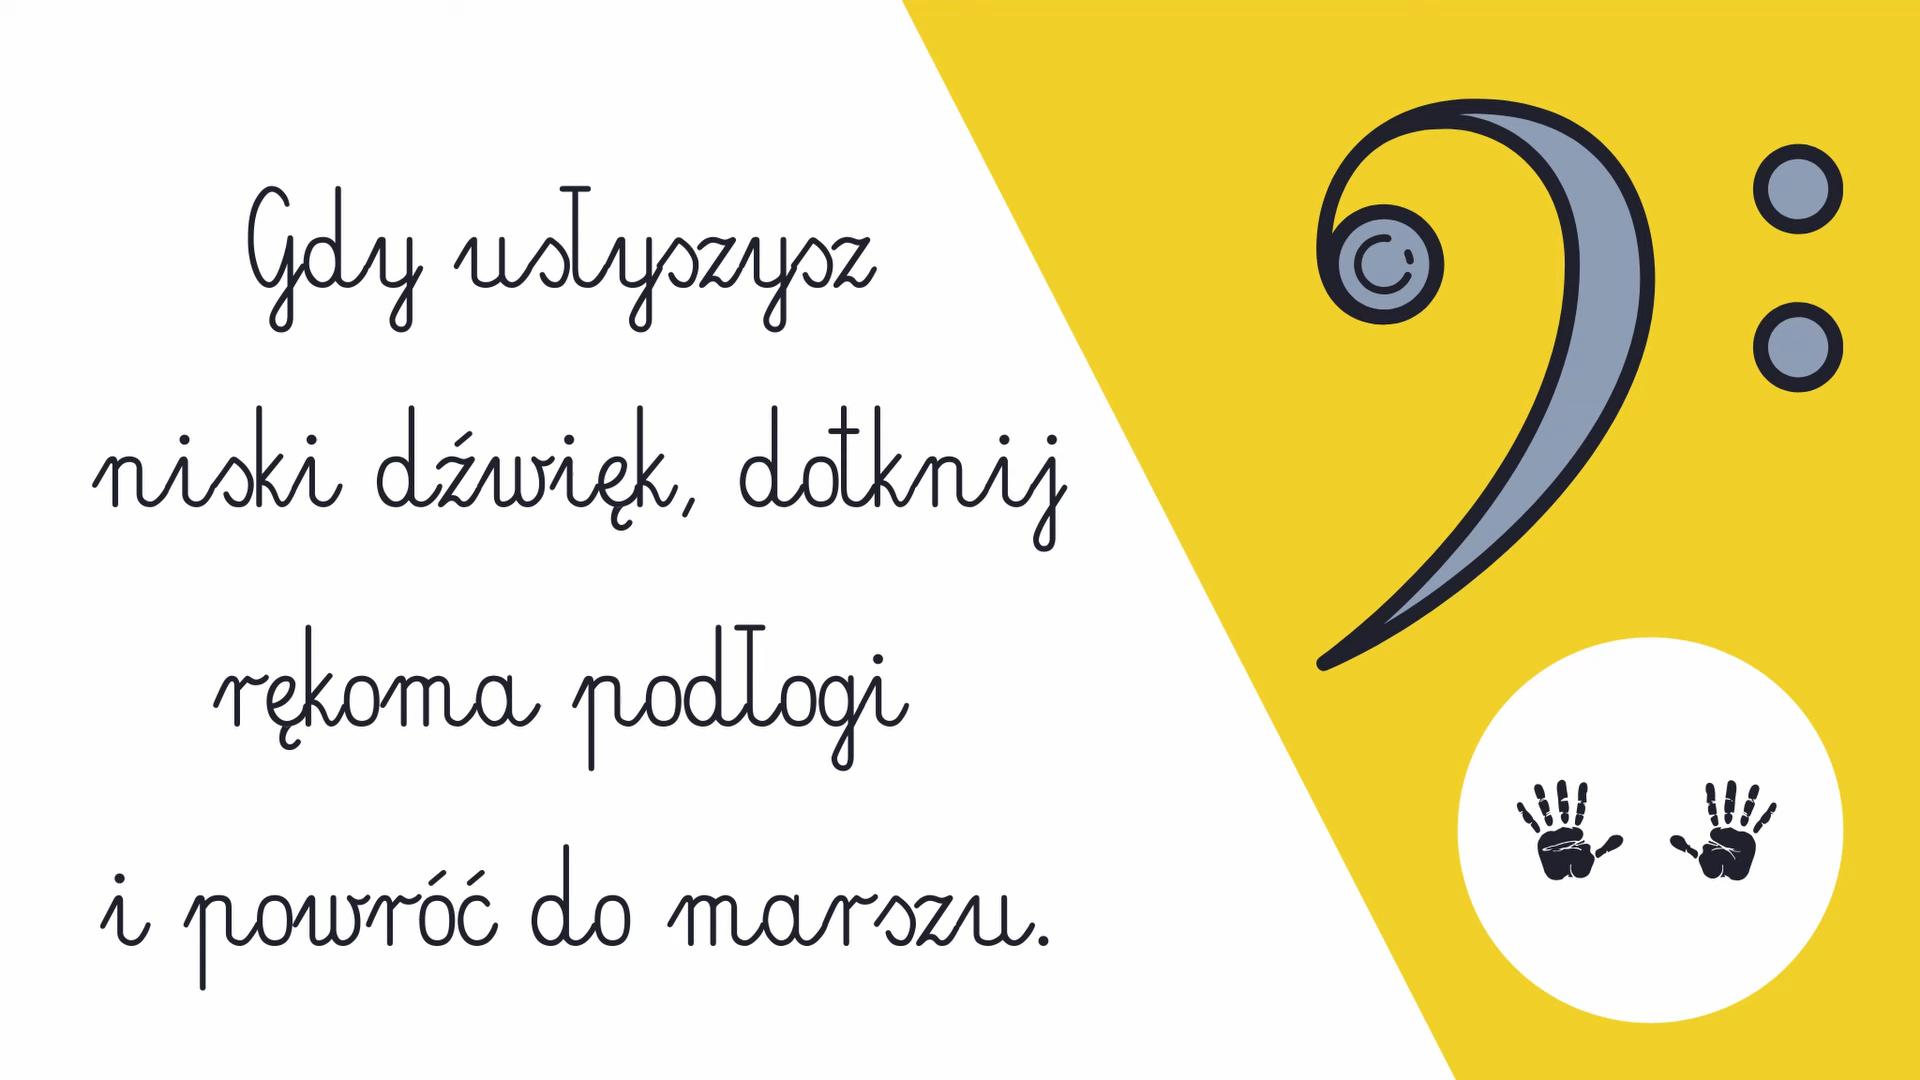 Gdy usłyszysz
niski dźwięk, dotknij
rękoma podłogi
i powróć do marszu.